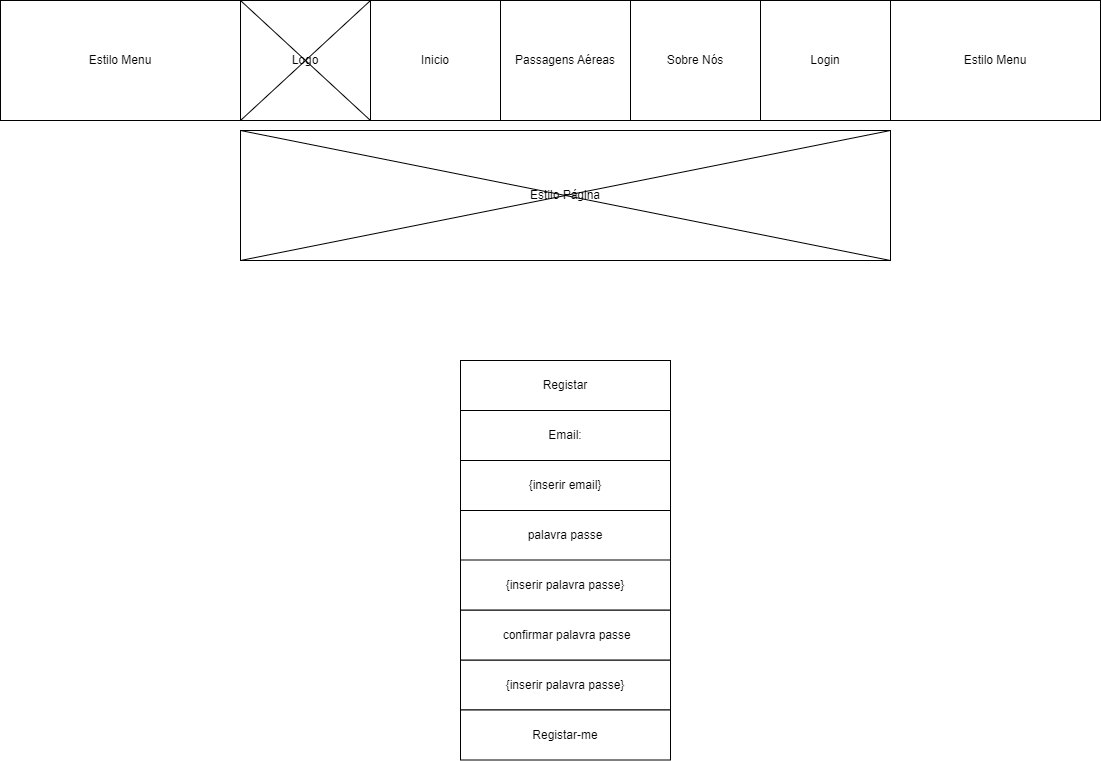 Estilo Menu
Logo
Inicio
Passagens Aéreas
Sobre Nós
Login
Estilo Menu
Estilo Página
Registar
Email:
{inserir email}
palavra passe
{inserir palavra passe}
confirmar palavra passe
{inserir palavra passe}
Registar-me